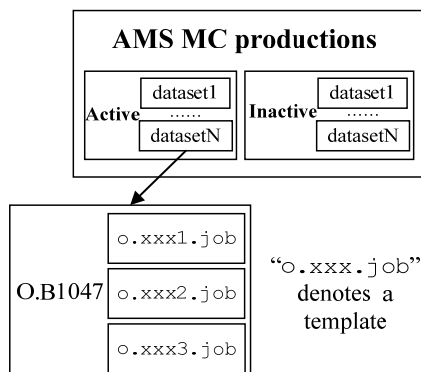 AMS MC productions
Active
dataset1
......
datasetN
Inactive
dataset1
......
datasetN
O.B1047
o.xxx1.job
o.xxx2.job
o.xxx3.job
“o.xxx.job”
denotes a
template